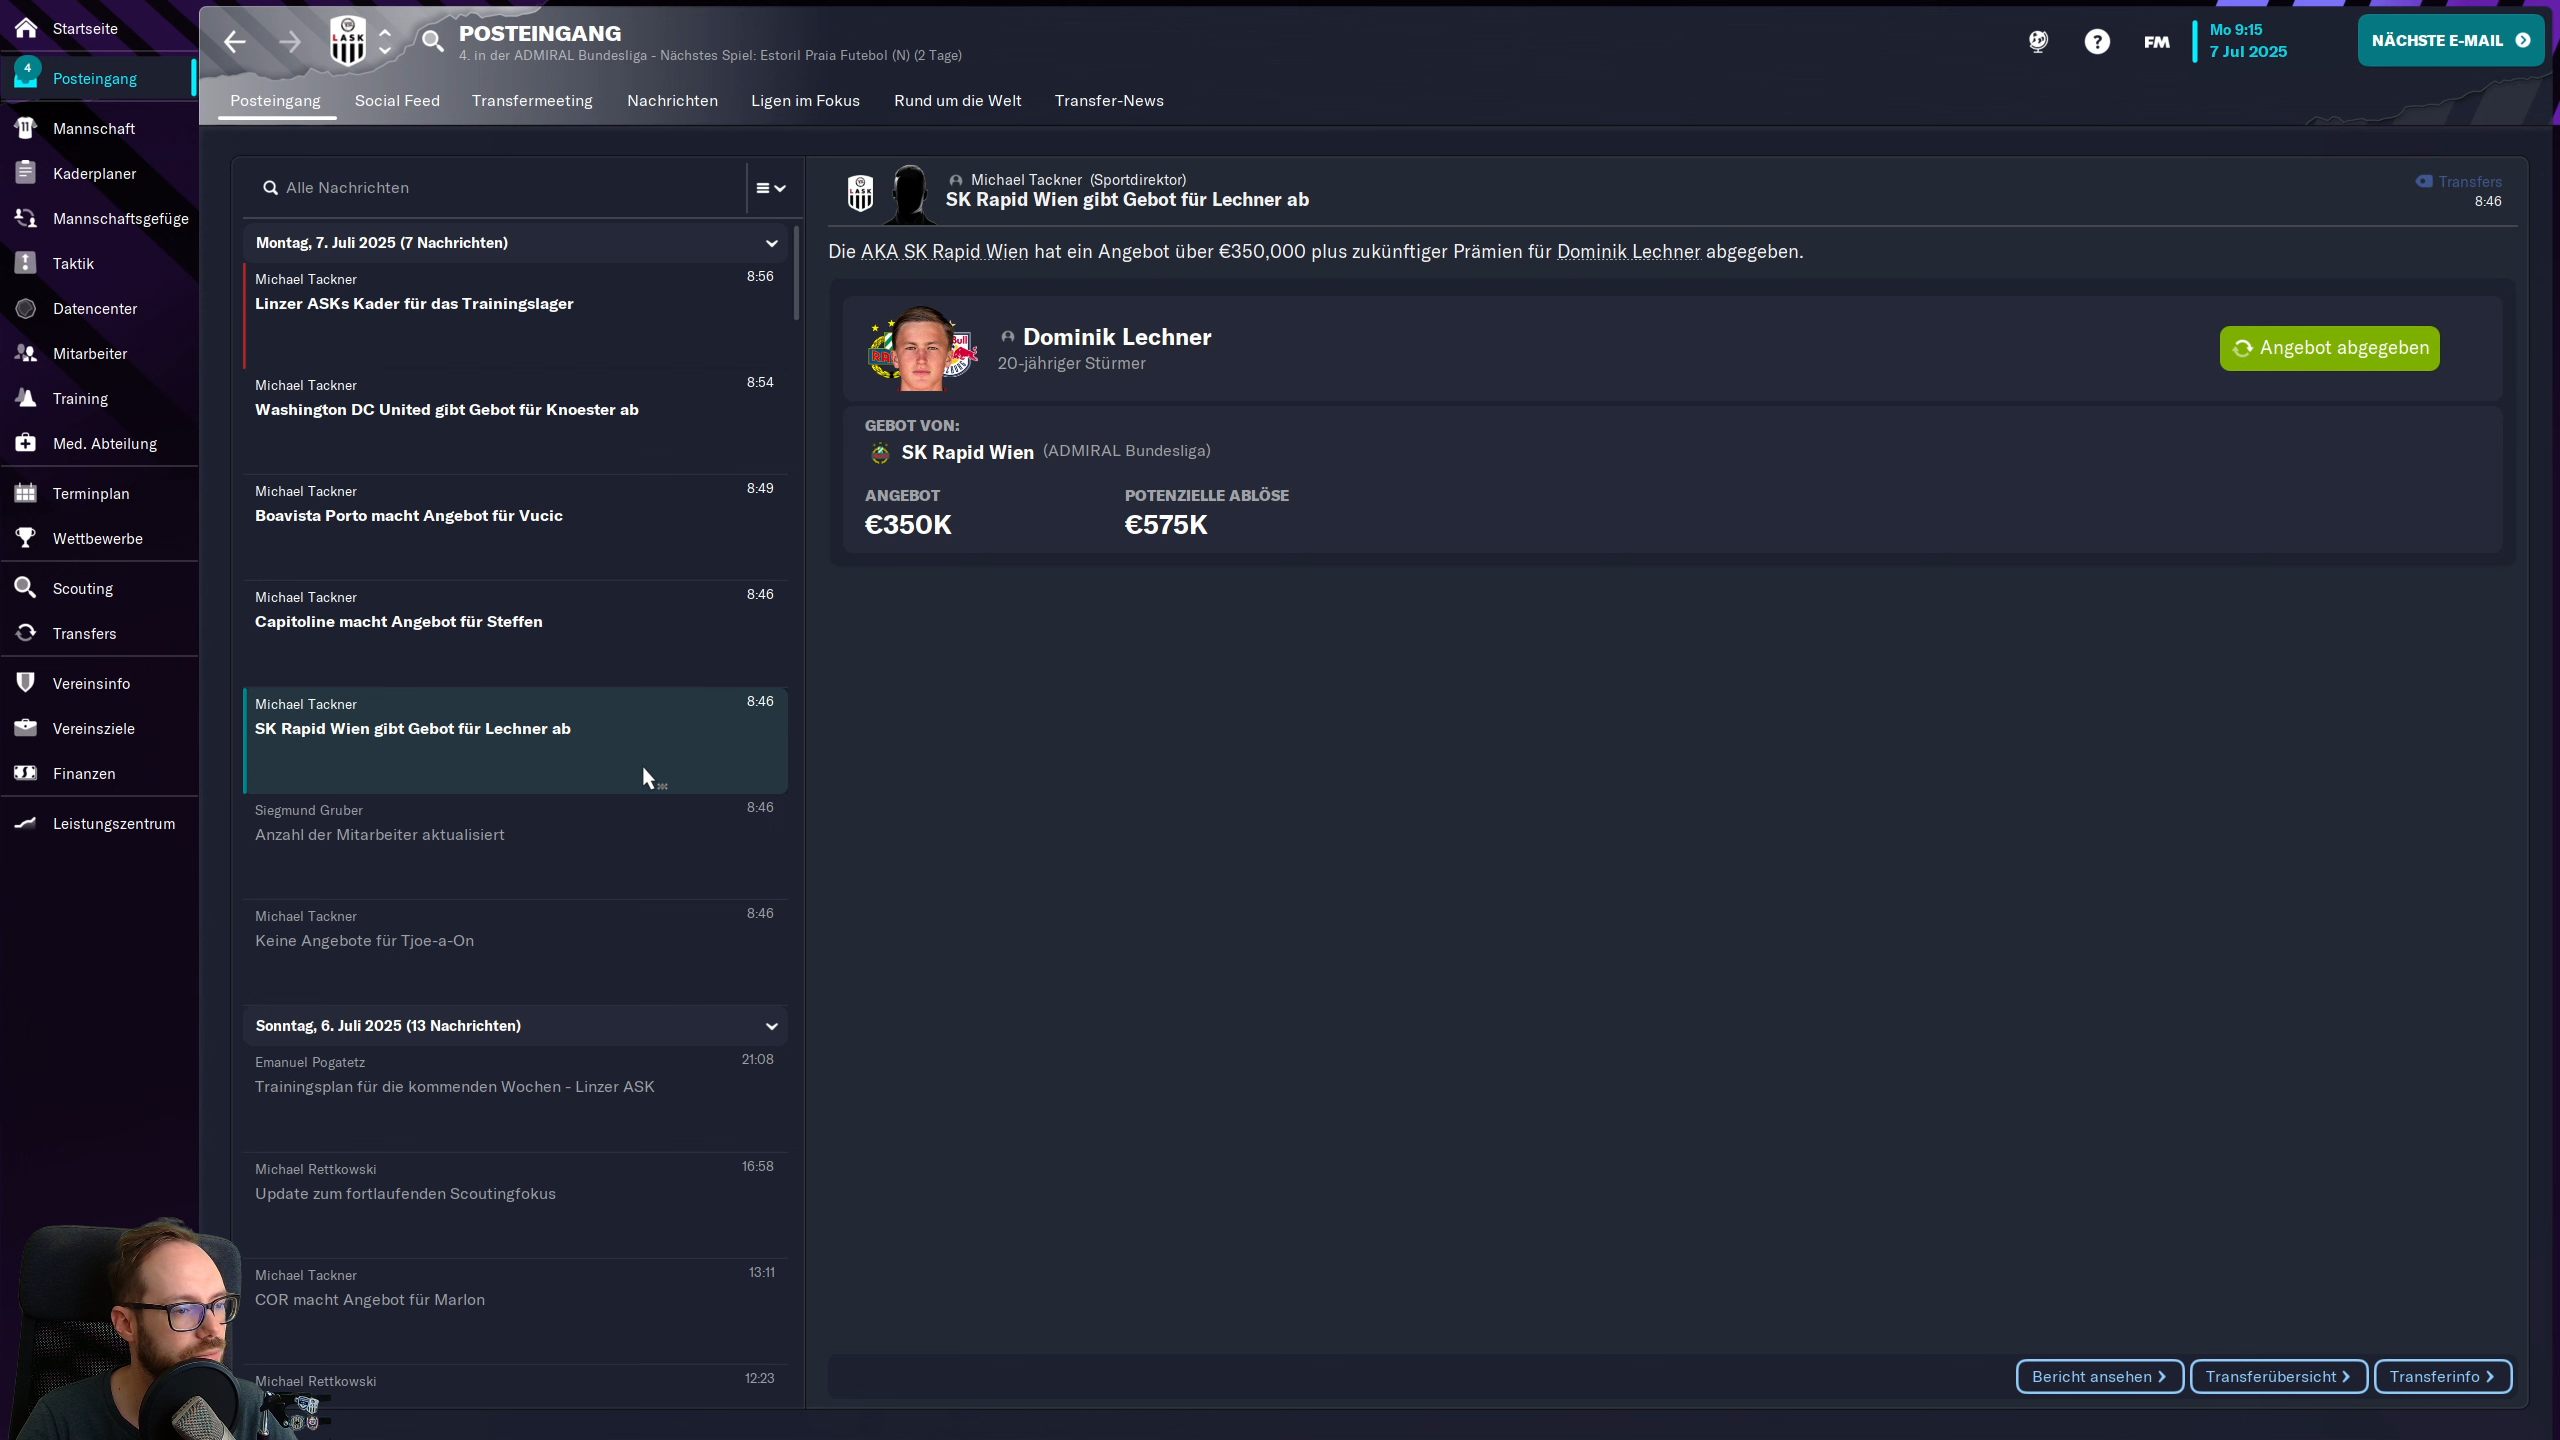 Startseite
4
Posteingang
Mannschaft
Kaderplaner
Mannschaftsgefüge
Taktik
Datencenter
Mitarbeiter
Training
Med. Abteilung
Terminplan
Wettbewerbe
Scouting
Transfers
Vereinsinfo
Vereinsziele
Finanzen
Leistungszentrum
LASK
POSTEINGANG
4. in der ADMIRAL Bundesliga - Nächstes Spiel: Estoril Praia Futebol (N) (2 Tage)
?
FM
Mo 9:15
7 Jul 2025
NÄCHSTE E-MAIL
Posteingang
Social Feed
Transfermeeting
Nachrichten
Ligen im Fokus
Rund um die Welt
Transfer-News
Alle Nachrichten
Montag, 7. Juli 2025 (7 Nachrichten)
Michael Tackner
8:56
Linzer ASKs Kader für das Trainingslager
Michael Tackner
8:54
Washington DC United gibt Gebot für Knoester ab
Michael Tackner
8:49
Boavista Porto macht Angebot für Vucic
Michael Tackner
8:46
Capitoline macht Angebot für Steffen
Michael Tackner
8:46
SK Rapid Wien gibt Gebot für Lechner ab
Siegmund Gruber
8:46
Anzahl der Mitarbeiter aktualisiert
Michael Tackner
8:46
Keine Angebote für Tjoe-a-On
Sonntag, 6. Juli 2025 (13 Nachrichten)
Emanuel Pogatetz
21:08
Trainingsplan für die kommenden Wochen - Linzer ASK
Michael Rettkowski
16:58
Update zum fortlaufenden Scoutingfokus
Michael Tackner
13:11
COR macht Angebot für Marlon
Michael Rettkowski
12:23
LASK
Michael Tackner (Sportdirektor)
SK Rapid Wien gibt Gebot für Lechner ab
Transfers
8:46
Die AKA SK Rapid Wien hat ein Angebot über €350,000 plus zukünftiger Prämien für Dominik Lechner abgegeben.
Dominik Lechner
20-jähriger Stürmer
Angebot abgegeben
GEBOT VON:
SK Rapid Wien (ADMIRAL Bundesliga)
ANGEBOT
POTENZIELLE ABLÖSE
€350K
€575K
Bericht ansehen
Transferübersicht
Transferinfo